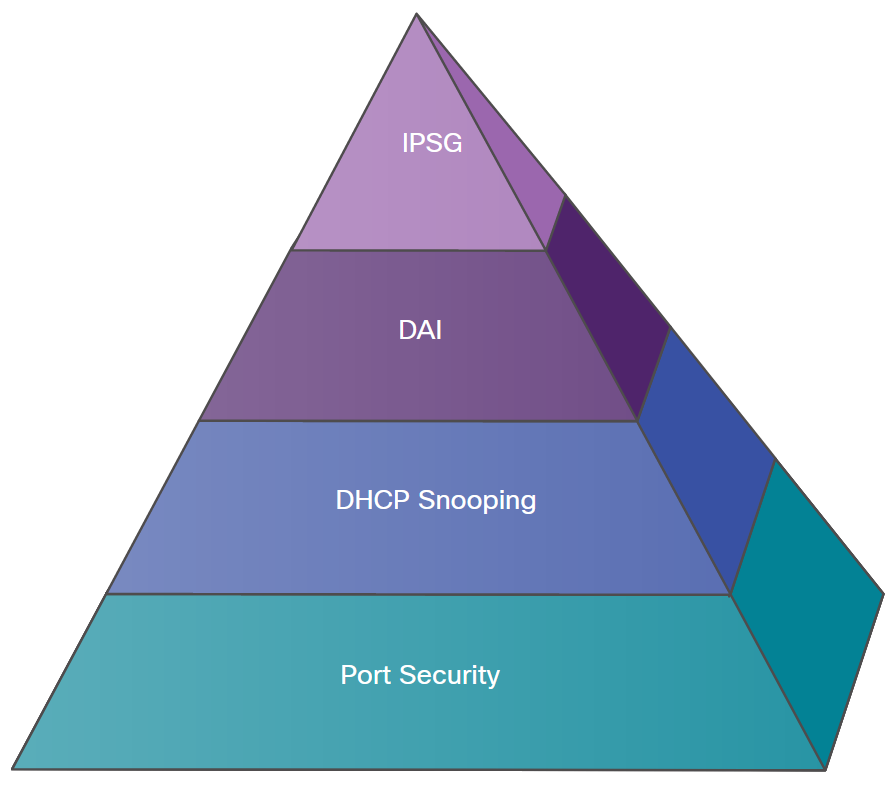 IPSG
DAI
DHCP Snooping
Port Security